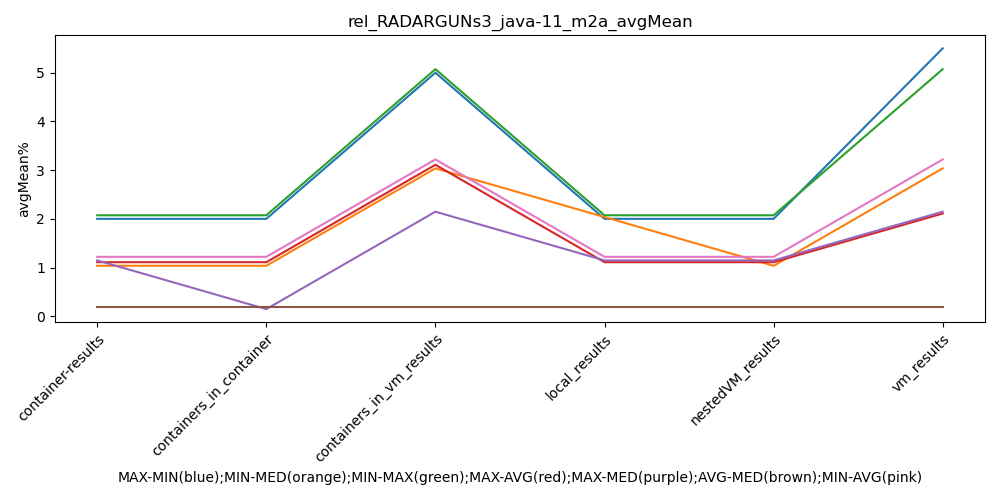 rel_RADARGUNs3_java-11_m2a_avgMean
avgMean%
5
4
3
2
1
0
container-results
containers_in_container
containers_in_vm_results
local_results
nestedVM_results
vm_results
MAX-MIN(blue);MIN-MED(orange);MIN-MAX(green);MAX-AVG(red);MAX-MED(purple);AVG-MED(brown);MIN-AVG(pink)